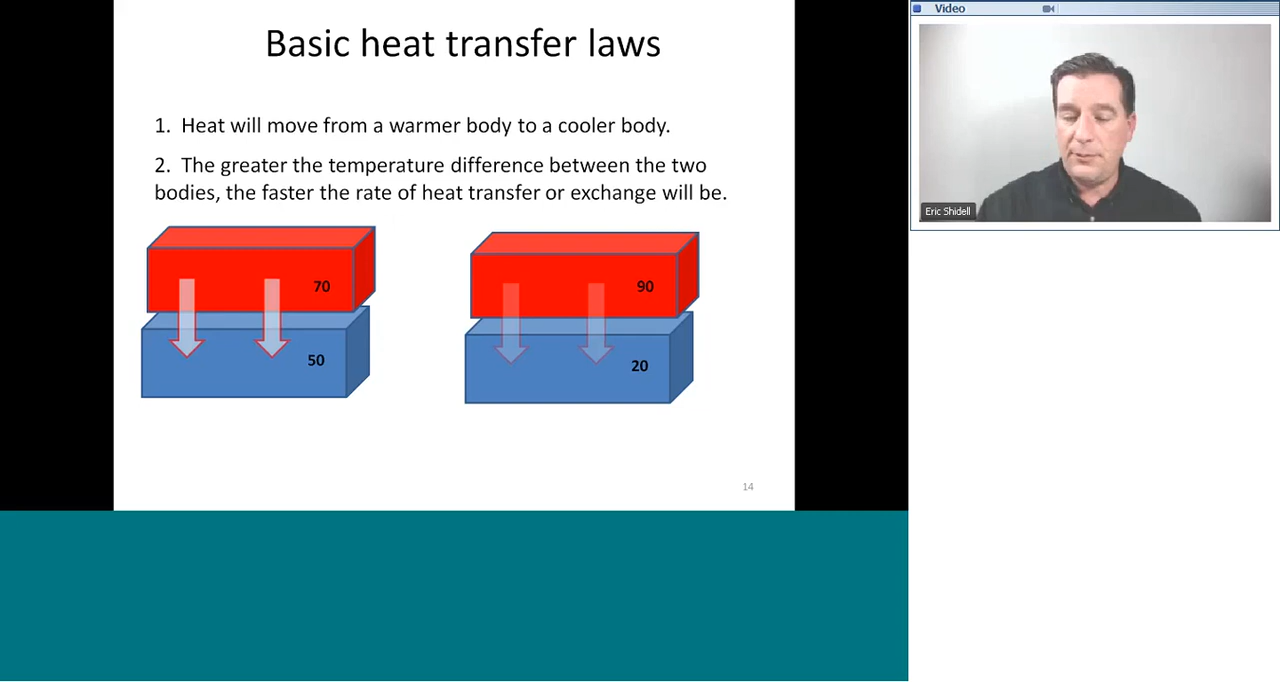 Basic heat transfer laws
1. Heat will move from a warmer body to a cooler body.
2. The greater the temperature difference between the two
bodies, the faster the rate of heat transfer or exchange will be.
70
50
90
20
14
Video
Eric Shidell